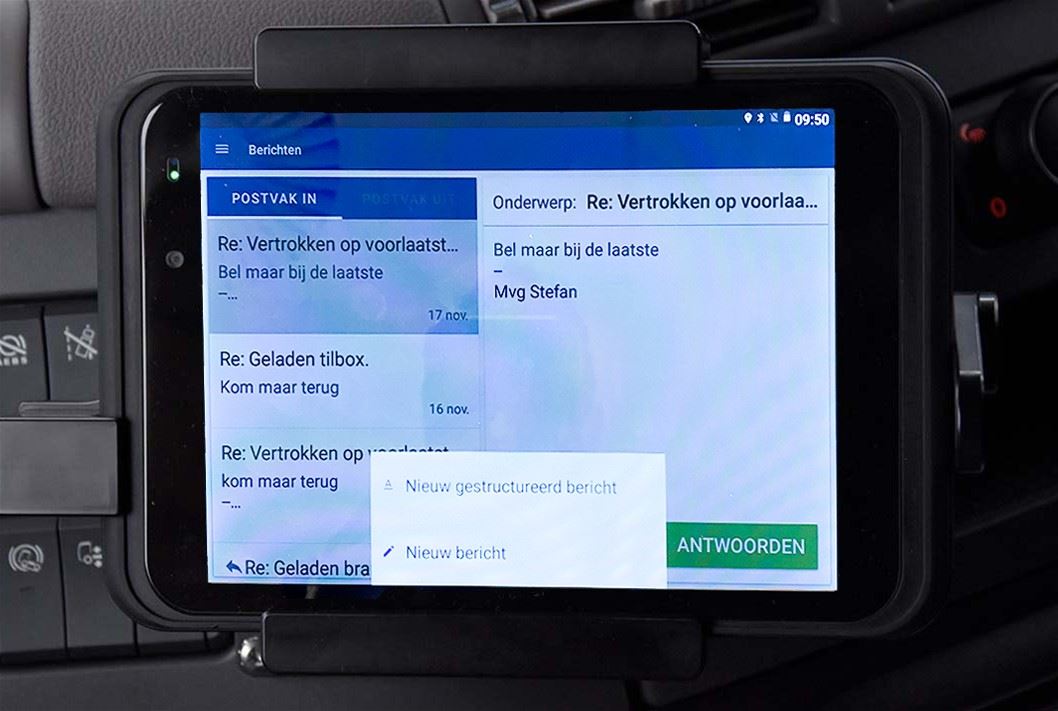 09:50
Berichten
POSTVAK IN
POSTVAK UIT
Re: Vertrokken op voorlaatst...
Bel maar bij de laatste
–...
17 nov.
Re: Geladen tilbox.
Kom maar terug
16 nov.
Re: Vertrokken op voorlaatst
kom maar terug
–...
Re: Geladen bra
Onderwerp: Re: Vertrokken op voorlaa...
Bel maar bij de laatste
–
Mvg Stefan
Nieuw gestructureerd bericht
Nieuw bericht
ANTWOORDEN